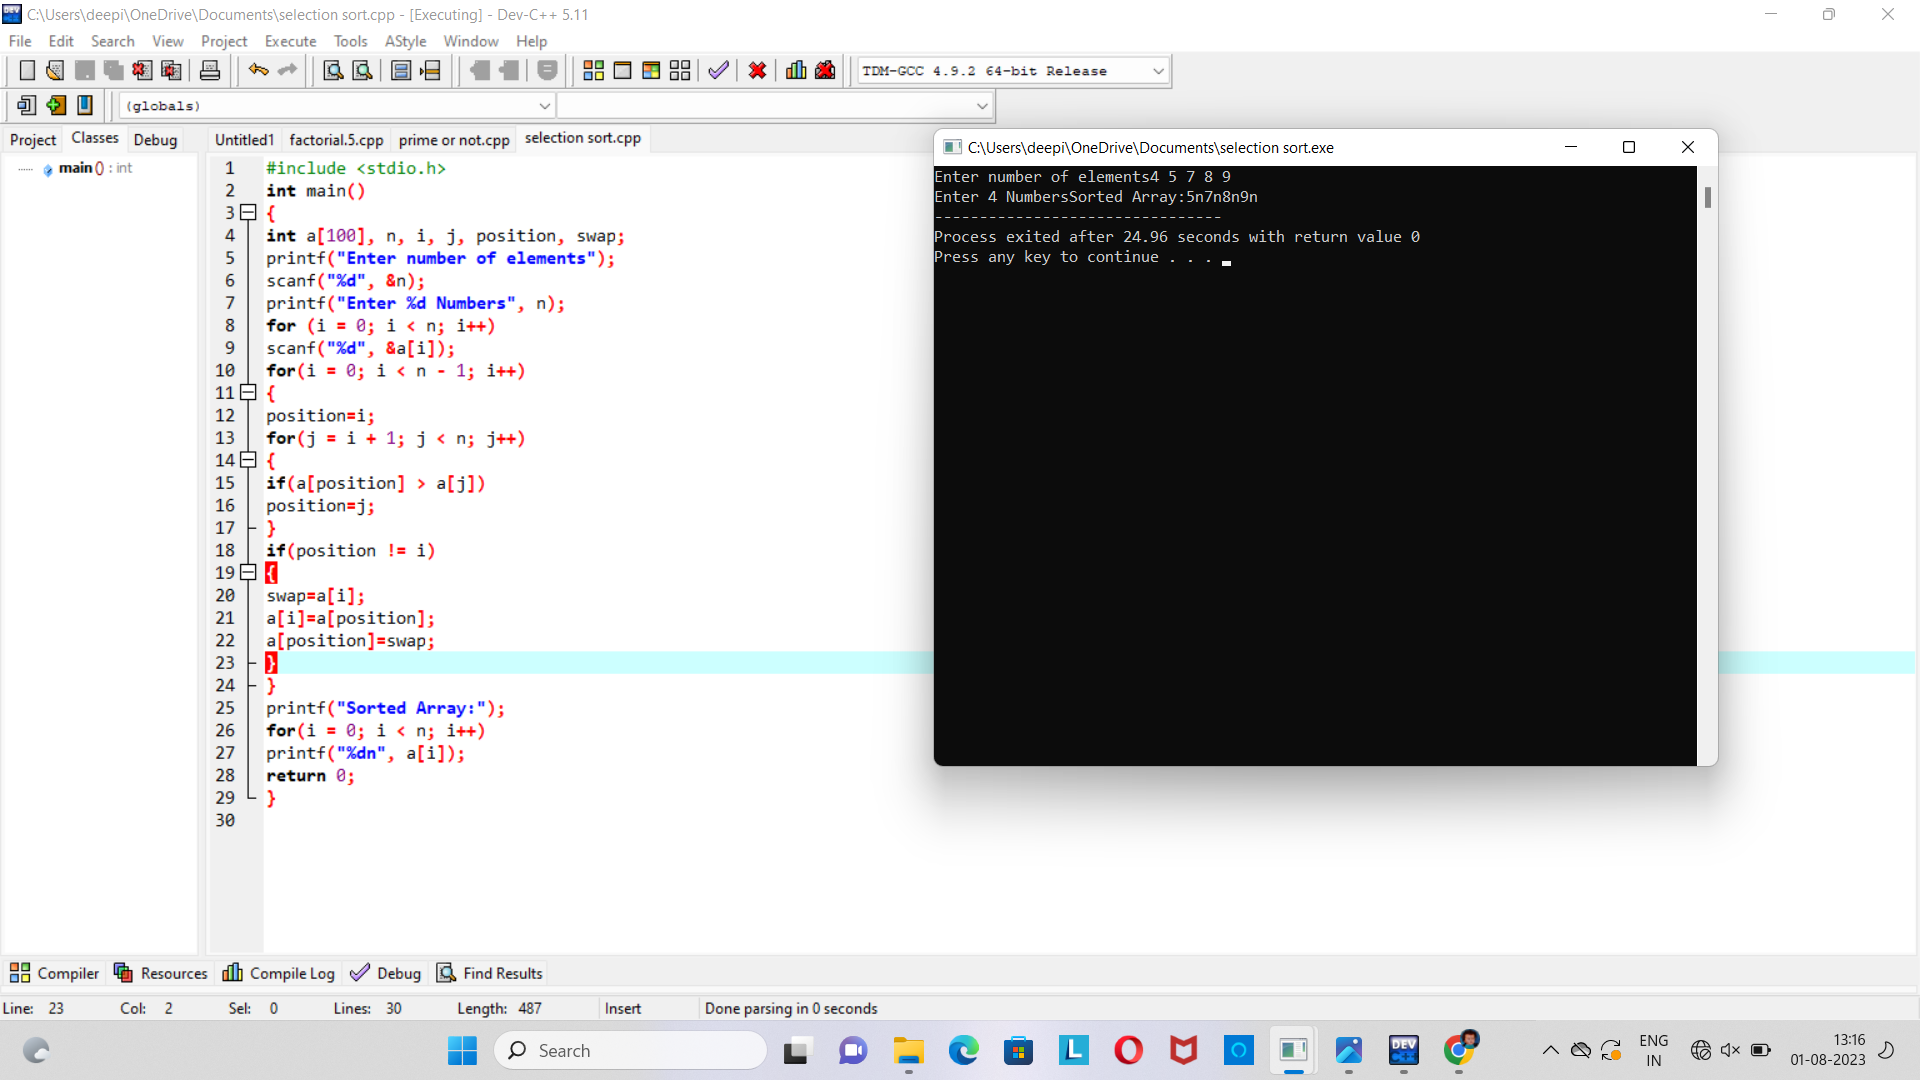 C:\Users\deepi\OneDrive\Documents\selection sort.cpp - [Executing] - Dev-C++ 5.11
File Edit Search View Project Execute Tools AStyle Window Help
TDM-GCC 4.9.2 64-bit Release
(globals)
Project Classes Debug
Untitled1 factorial.5.cpp prime or not.cpp selection sort.cpp
main () : int
1 #include <stdio.h>
2 int main()
3 {
4 int a[100], n, i, j, position, swap;
5 printf("Enter number of elements");
6 scanf("%d", &n);
7 printf("Enter %d Numbers", n);
8 for (i = 0; i < n; i++)
9 scanf("%d", &a[i]);
10 for(i = 0; i < n - 1; i++)
11 {
12 position=i;
13 for(j = i + 1; j < n; j++)
14 {
15 if(a[position] > a[j])
16 position=j;
17 }
18 if(position != i)
19 {
20 swap=a[i];
21 a[i]=a[position];
22 a[position]=swap;
23 }
24 }
25 printf("Sorted Array:");
26 for(i = 0; i < n; i++)
27 printf("%dn", a[i]);
28 return 0;
29 }
30
C:\Users\deepi\OneDrive\Documents\selection sort.exe
Enter number of elements4 5 7 8 9
Enter 4 NumbersSorted Array:5n7n8n9n
--------------------------------
Process exited after 24.96 seconds with return value 0
Press any key to continue . . .
Compiler Resources Compile Log Debug Find Results
Line: 23 Col: 2 Sel: 0 Lines: 30 Length: 487 Insert Done parsing in 0 seconds
Search
L
DEV
C++
ENG
IN
13:16
01-08-2023